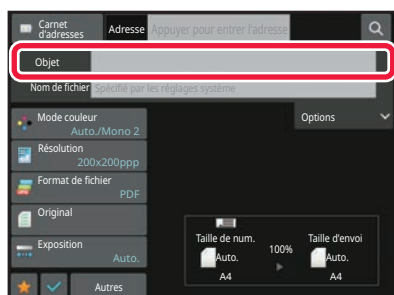 Carnet d'adresses
Adresse
Appuyer pour entrer l'adresse
Objet
Nom de fichier
Spécifié par les réglages système
Mode couleur
Auto./Mono 2
Options
Résolution
200x200ppp
Format de fichier
PDF
Original
Exposition
Auto.
Taille de num.
Auto.
A4
100%
Taille d'envoi
Auto.
A4
Autres